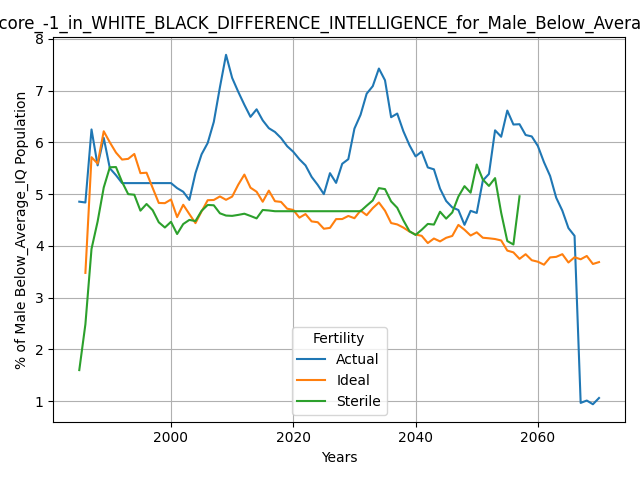 core_-1_in_WHITE_BLACK_DIFFERENCE_INTELLIGENCE_for_Male_Below_Avera
% of Male Below_Average_IQ Population
8
7
6
5
4
3
2
1
Fertility
Actual
Ideal
Sterile
2000
2020
2040
2060
Years